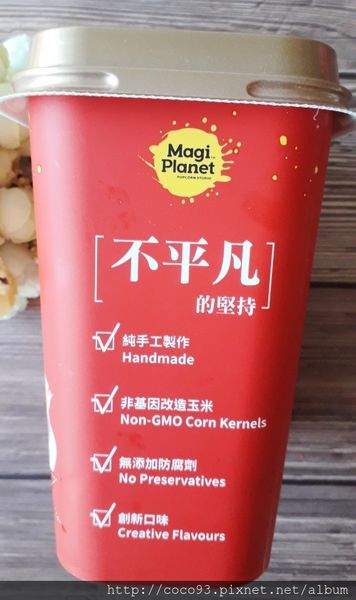 Magi
Planet
POPCORN STUDIO
[不平凡]
的堅持
純手工製作
Handmade
非基因改造玉米
Non-GMO Corn Kernels
無添加防腐劑
No Preservatives
創新口味
Creative Flavours
http://coco93.pixnet.net/album